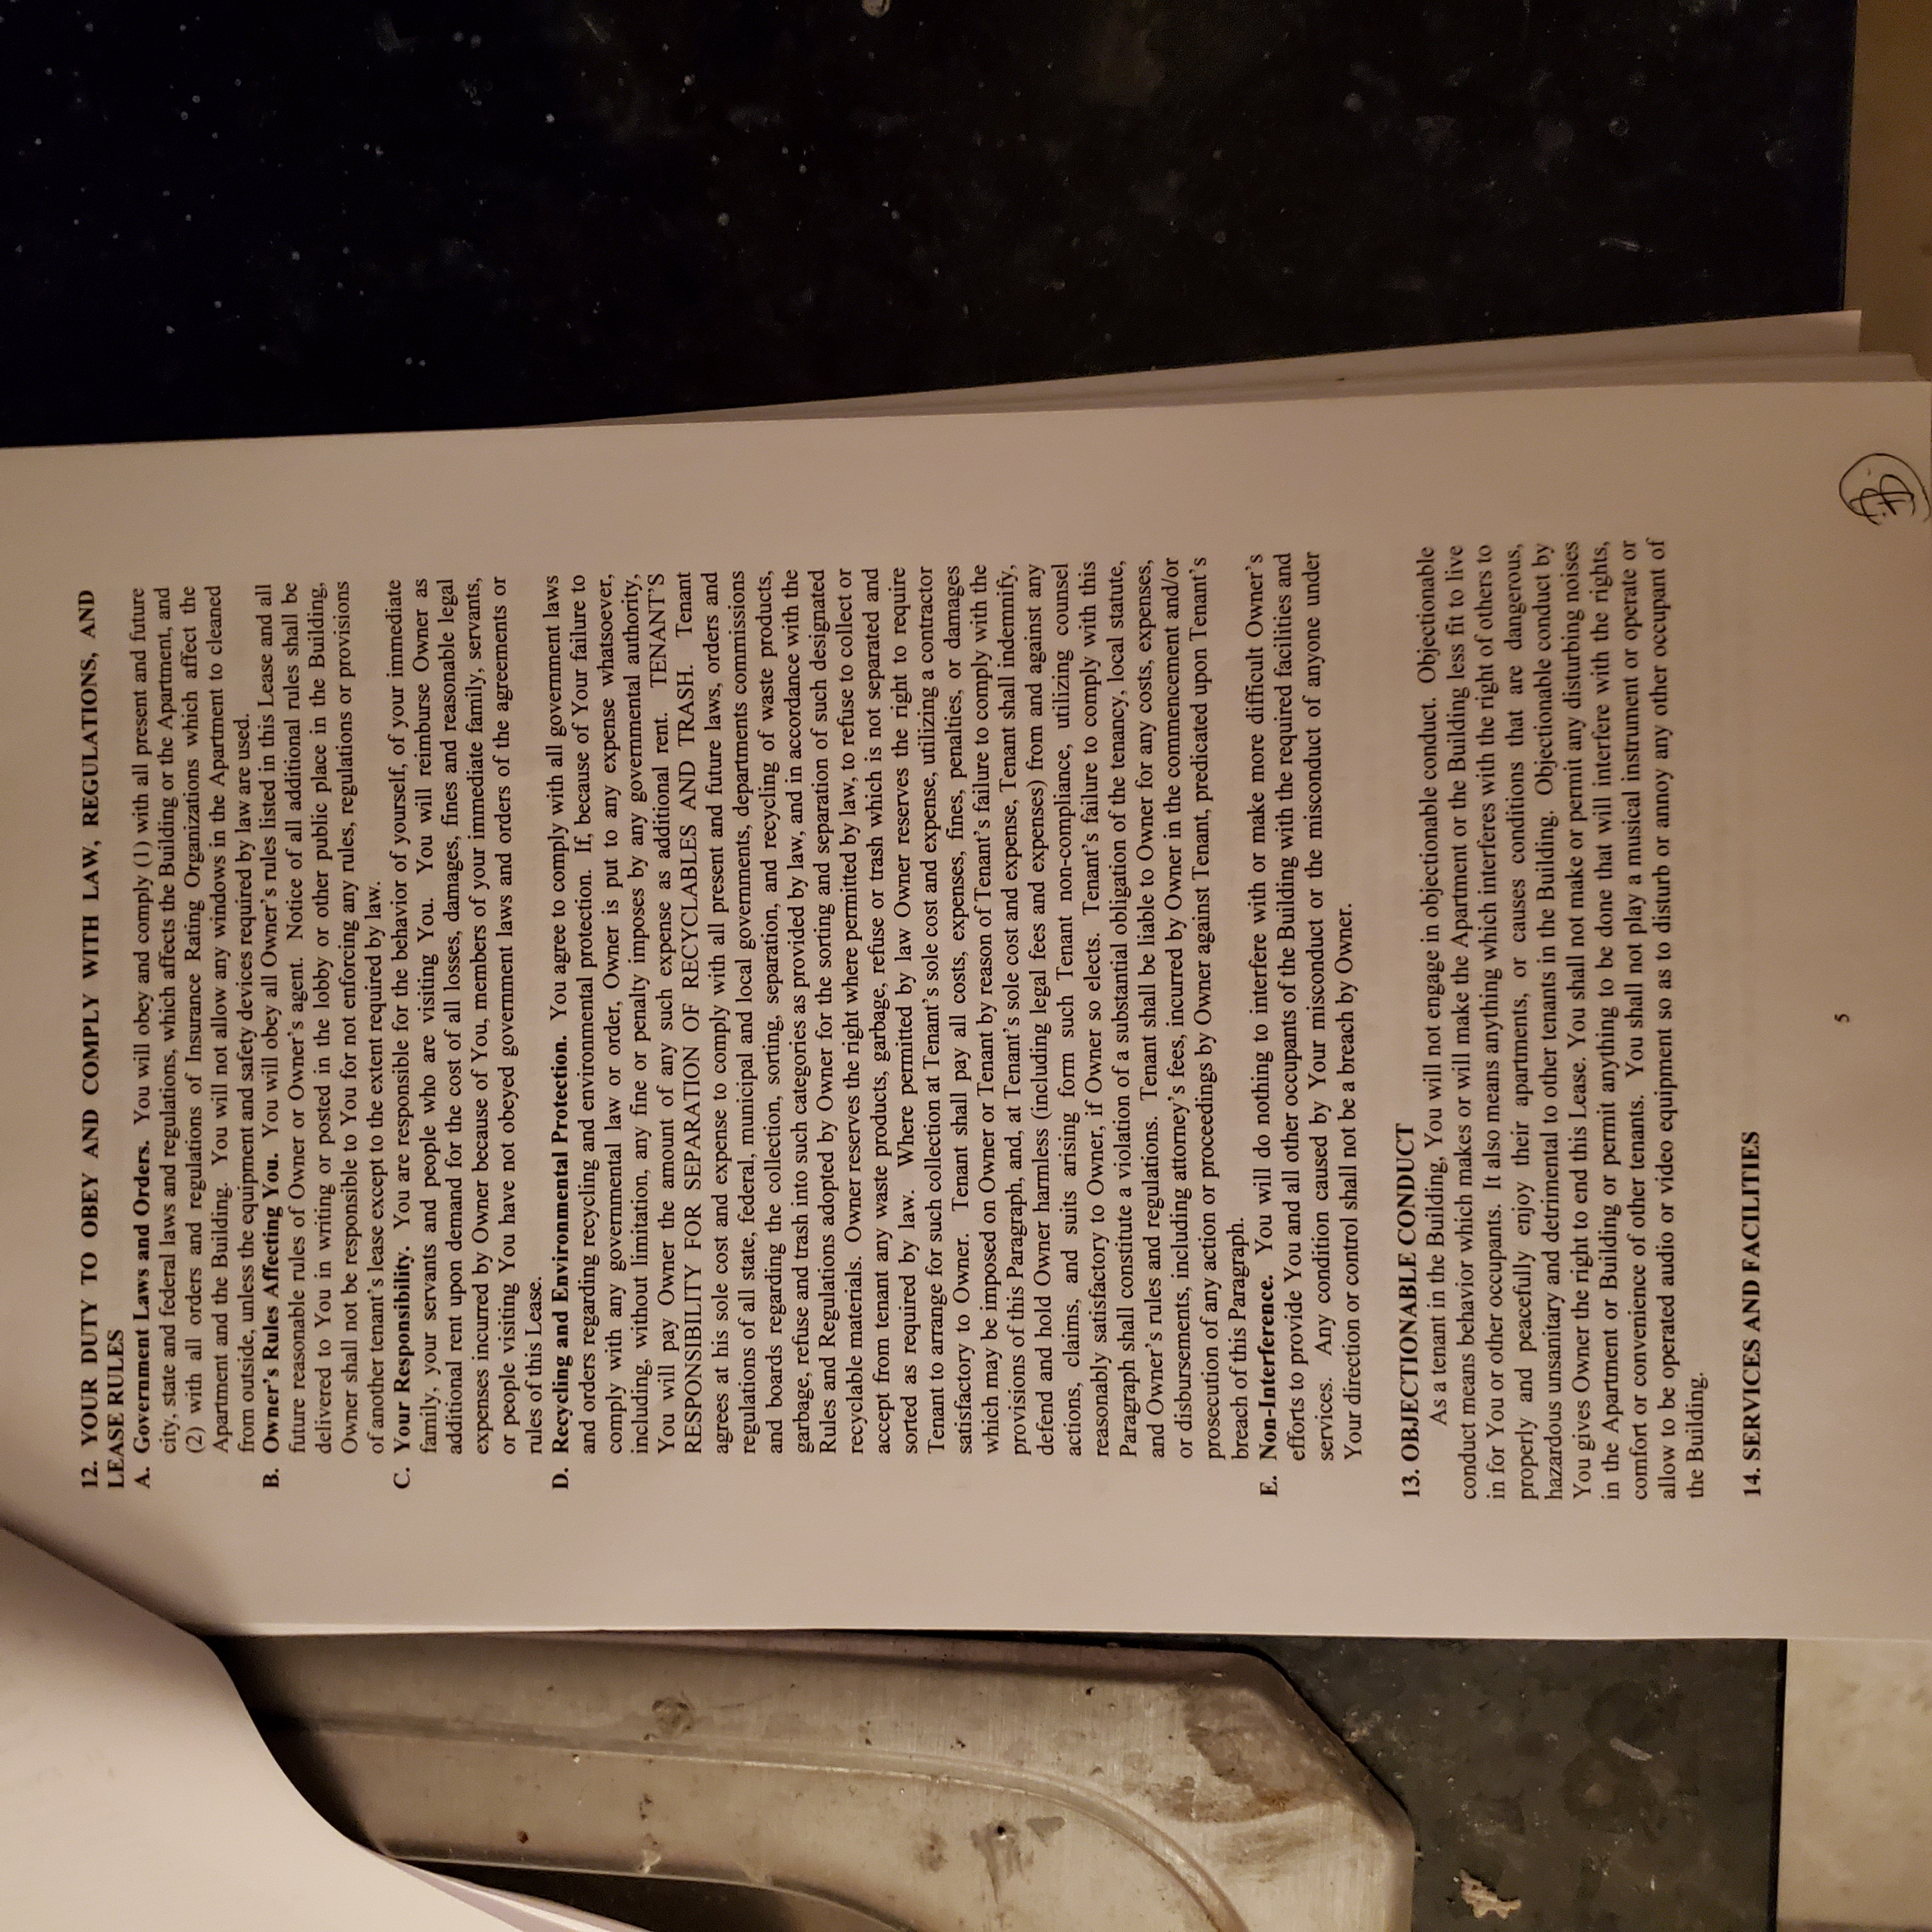 12. YOUR DUTY TO OBEY AND COMPLY WITH LAW, REGULATIONS, AND
LEASE RULES
A. Government Laws and Orders. You will obey and comply (1) with all present and future
city, state and federal laws and regulations, which affects the Building or the Apartment, and
(2) with all orders and regulations of Insurance Rating Organizations which affect the
Apartment and the Building. You will not allow any windows in the Apartment to cleaned
from outside, unless the equipment and safety devices required by law are used.
B. Owner's Rules Affecting You. You will obey all Owner's rules listed in this Lease and all
future reasonable rules of Owner or Owner's agent. Notice of all additional rules shall be
delivered to You in writing or posted in the lobby or other public place in the Building,
Owner shall not be responsible to You for not enforcing any rules, regulations or provisions
of another tenant's lease except to the extent required by law.
C. Your Responsibility. You are responsible for the behavior of yourself, of your immediate
family, your servants and people who are visiting You. You will reimburse Owner as
additional rent upon demand for the cost of all losses, damages, fines and reasonable legal
expenses incurred by Owner because of You, members of your immediate family, servants,
or people visiting You have not obeyed government laws and orders of the agreements or
rules of this Lease.
D. Recycling and Environmental Protection. You agree to comply with all government laws
and orders regarding recycling and environmental protection. If, because of Your failure to
comply with any governmental law or order, Owner is put to any expense whatsoever,
including, without limitation, any fine or penalty imposes by any governmental authority,
You will pay Owner the amount of any such expense as additional rent. TENANT'S
RESPONSIBILITY FOR SEPARATION OF RECYCLABLES AND TRASH. Tenant
agrees at his sole cost and expense to comply with all present and future laws, orders and
regulations of all state, federal, municipal and local governments, departments commissions
and boards regarding the collection, sorting, separation, and recycling of waste products,
garbage, refuse and trash into such categories as provided by law, and in accordance with the
Rules and Regulations adopted by Owner for the sorting and separation of such designated
recyclable materials. Owner reserves the right where permitted by law, to refuse to collect or
accept from tenant any waste products, garbage, refuse or trash which is not separated and
sorted as required by law. Where permitted by law Owner reserves the right to require
Tenant to arrange for such collection at Tenant's sole cost and expense, utilizing a contractor
satisfactory to Owner. Tenant shall pay all costs, expenses, fines, penalties, or damages
which may be imposed on Owner or Tenant by reason of Tenant's failure to comply with the
provisions of this Paragraph, and, at Tenant's sole cost and expense, Tenant shall indemnify,
defend and hold Owner harmless (including legal fees and expenses) from and against any
actions, claims, and suits arising form such Tenant non-compliance, utilizing counsel
reasonably satisfactory to Owner, if Owner so elects. Tenant's failure to comply with this
Paragraph shall constitute a violation of a substantial obligation of the tenancy, local statute,
and Owner's rules and regulations. Tenant shall be liable to Owner for any costs, expenses,
or disbursements, including attorney's fees, incurred by Owner in the commencement and/or
prosecution of any action or proceedings by Owner against Tenant, predicated upon Tenant's
breach of this Paragraph.
E. Non-Interference. You will do nothing to interfere with or make more difficult Owner's
efforts to provide You and all other occupants of the Building with the required facilities and
services. Any condition caused by Your misconduct or the misconduct of anyone under
Your direction or control shall not be a breach by Owner.
13. OBJECTIONABLE CONDUCT
As a tenant in the Building, You will not engage in objectionable conduct. Objectionable
conduct means behavior which makes or will make the Apartment or the Building less fit to live
in for You or other occupants. It also means anything which interferes with the right of others to
properly and peacefully enjoy their apartments, or causes conditions that are dangerous,
hazardous unsanitary and detrimental to other tenants in the Building. Objectionable conduct by
You gives Owner the right to end this Lease. You shall not make or permit any disturbing noises
in the Apartment or Building or permit anything to be done that will interfere with the rights,
comfort or convenience of other tenants. You shall not play a musical instrument or operate or
allow to be operated audio or video equipment so as to disturb or annoy any other occupant of
the Building.
14. SERVICES AND FACILITIES
5